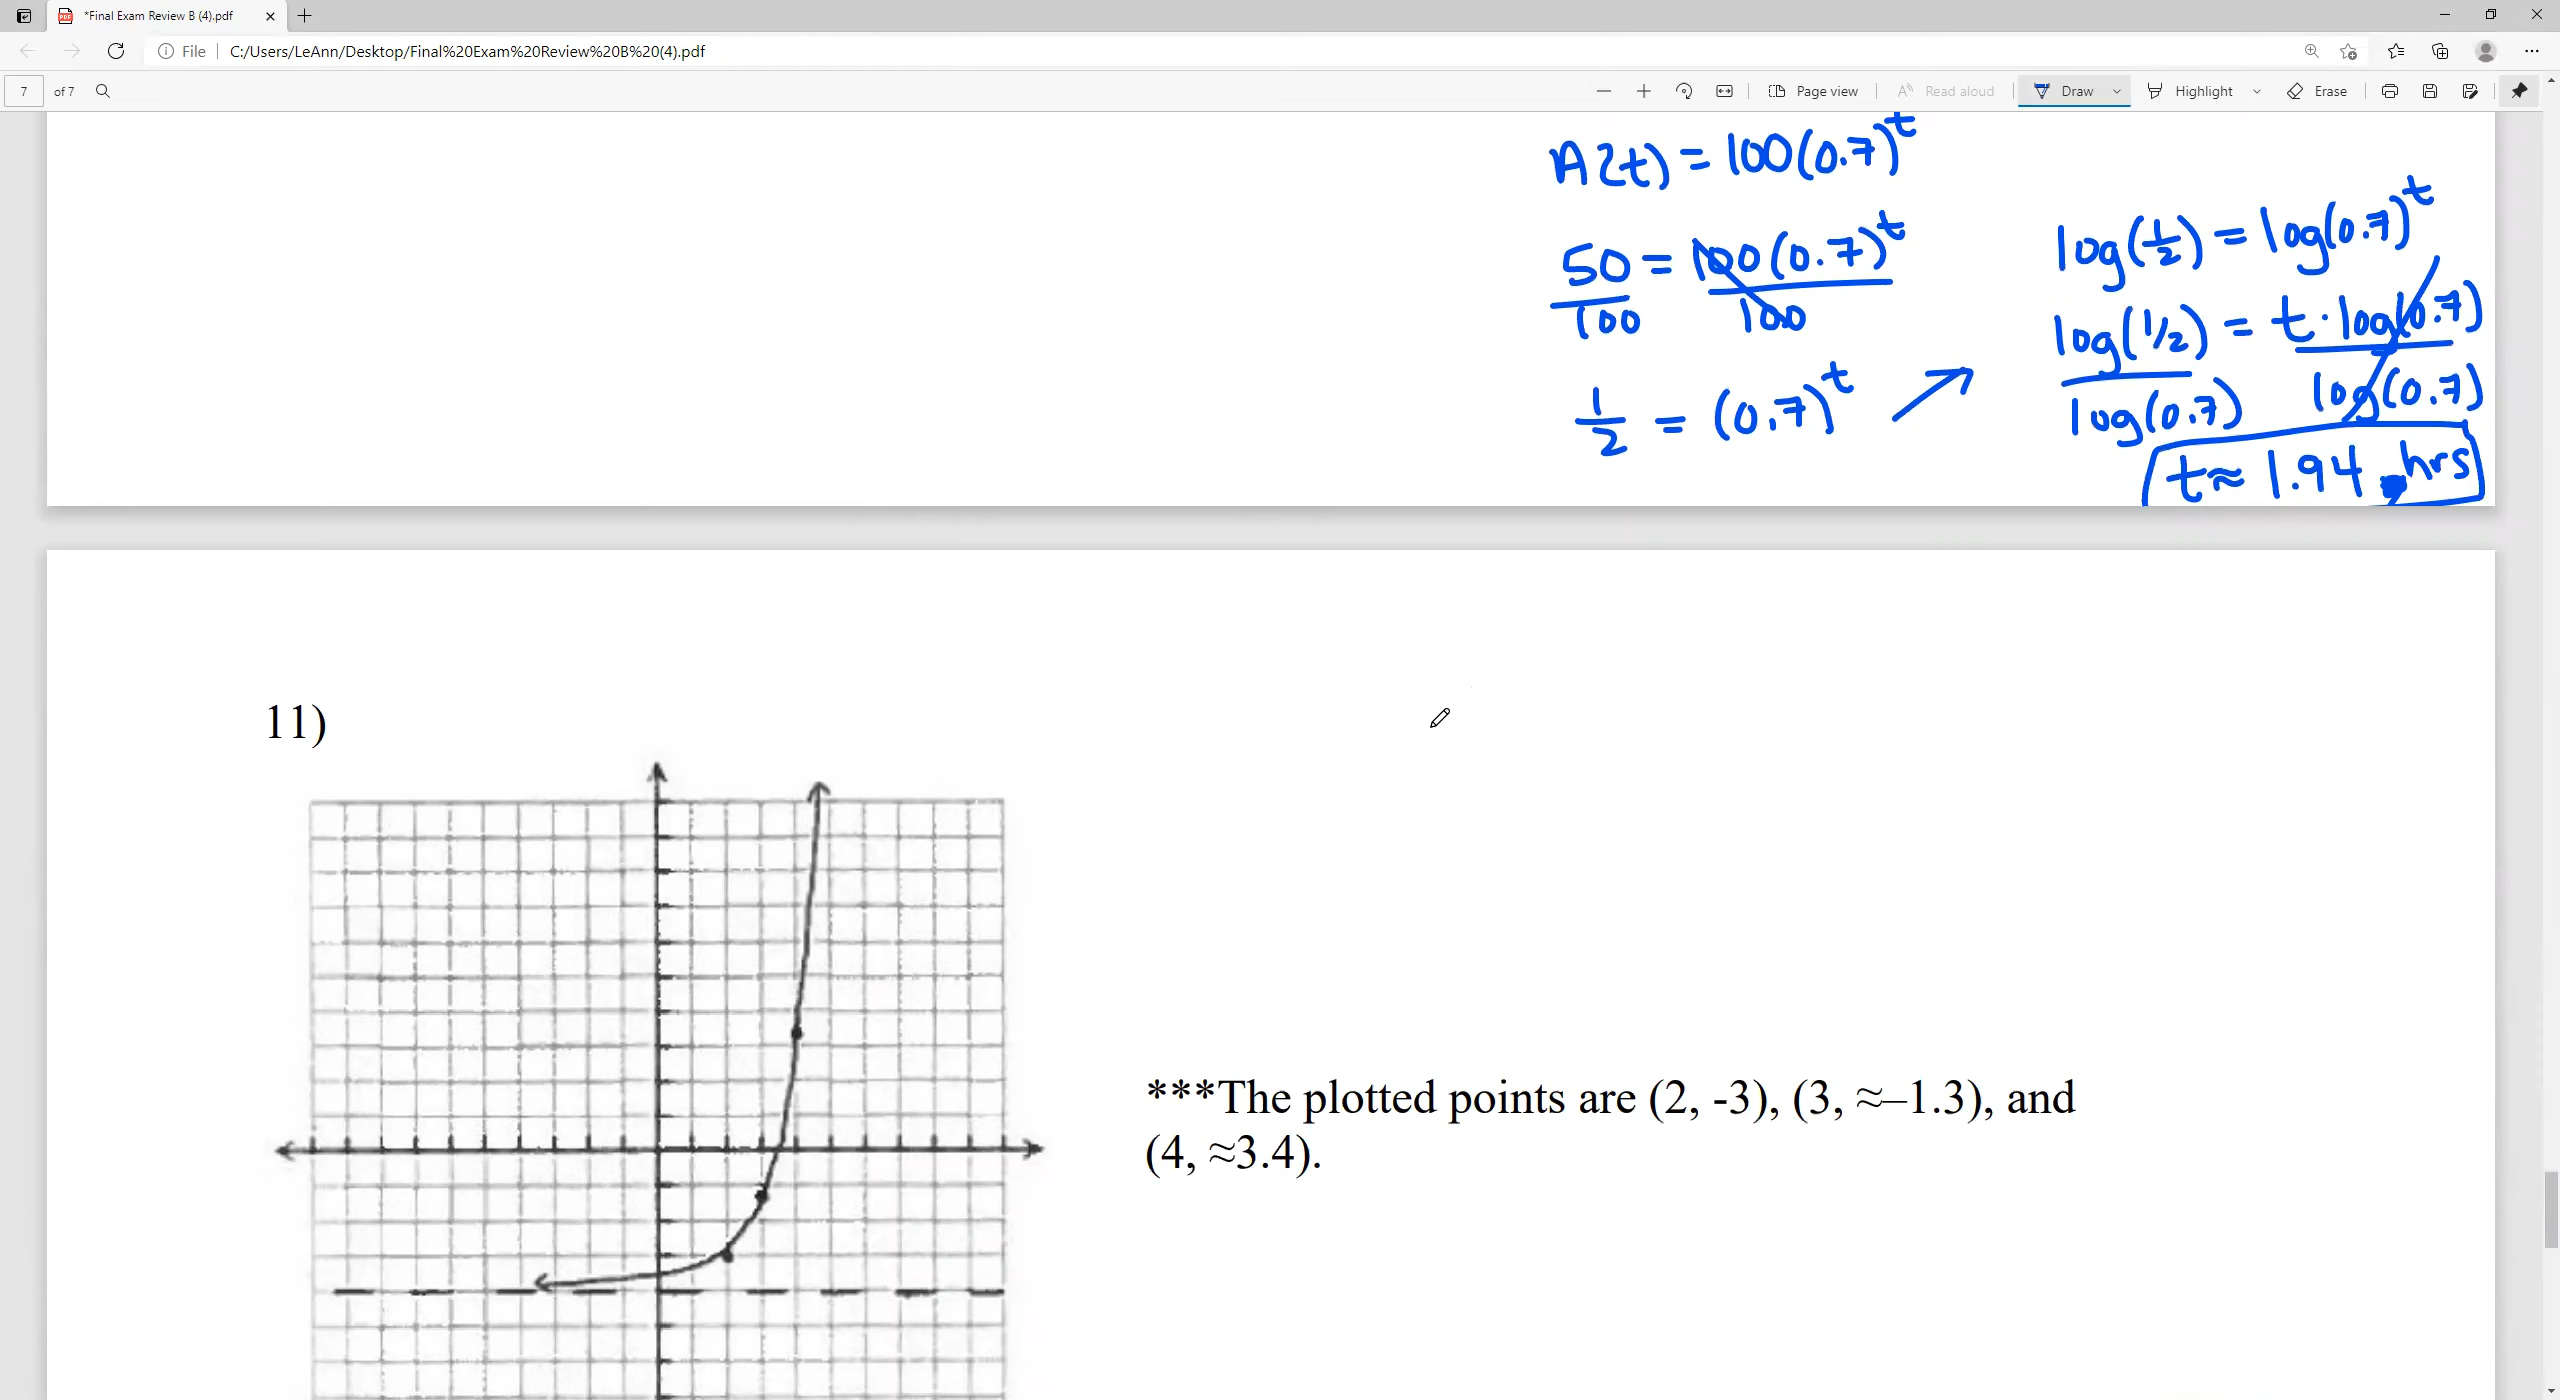 *Final Exam Review B (4).pdf
File C:/Users/LeAnn/Desktop/Final%20Exam%20Review%20B%20(4).pdf
7 of 7 Page view Read aloud Draw Highlight Erase
A(t) = 100(0.7)^t
50 = 100(0.7)^t
100 100
1/2 = (0.7)^t
log(1/2) = log(0.7)^t
log(1/2) = t · log(0.7)
log(0.7) log(0.7)
t ≈ 1.94 hrs
11)
***The plotted points are (2, -3), (3, ≈–1.3), and
(4, ≈3.4).